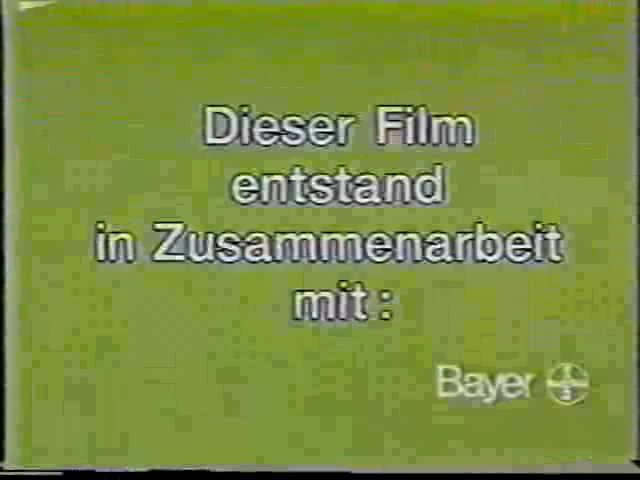 Dieser Film
entstand
in Zusammenarbeit
mit:
Bayer